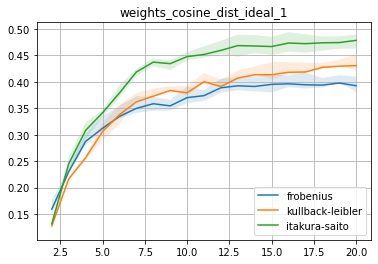 weights_cosine_dist_ideal_1
0.50
0.45
0.40
0.35
0.30
0.25
0.20
0.15
frobenius
kullback-leibler
itakura-saito
2.5 5.0 7.5 10.0 12.5 15.0 17.5 20.0